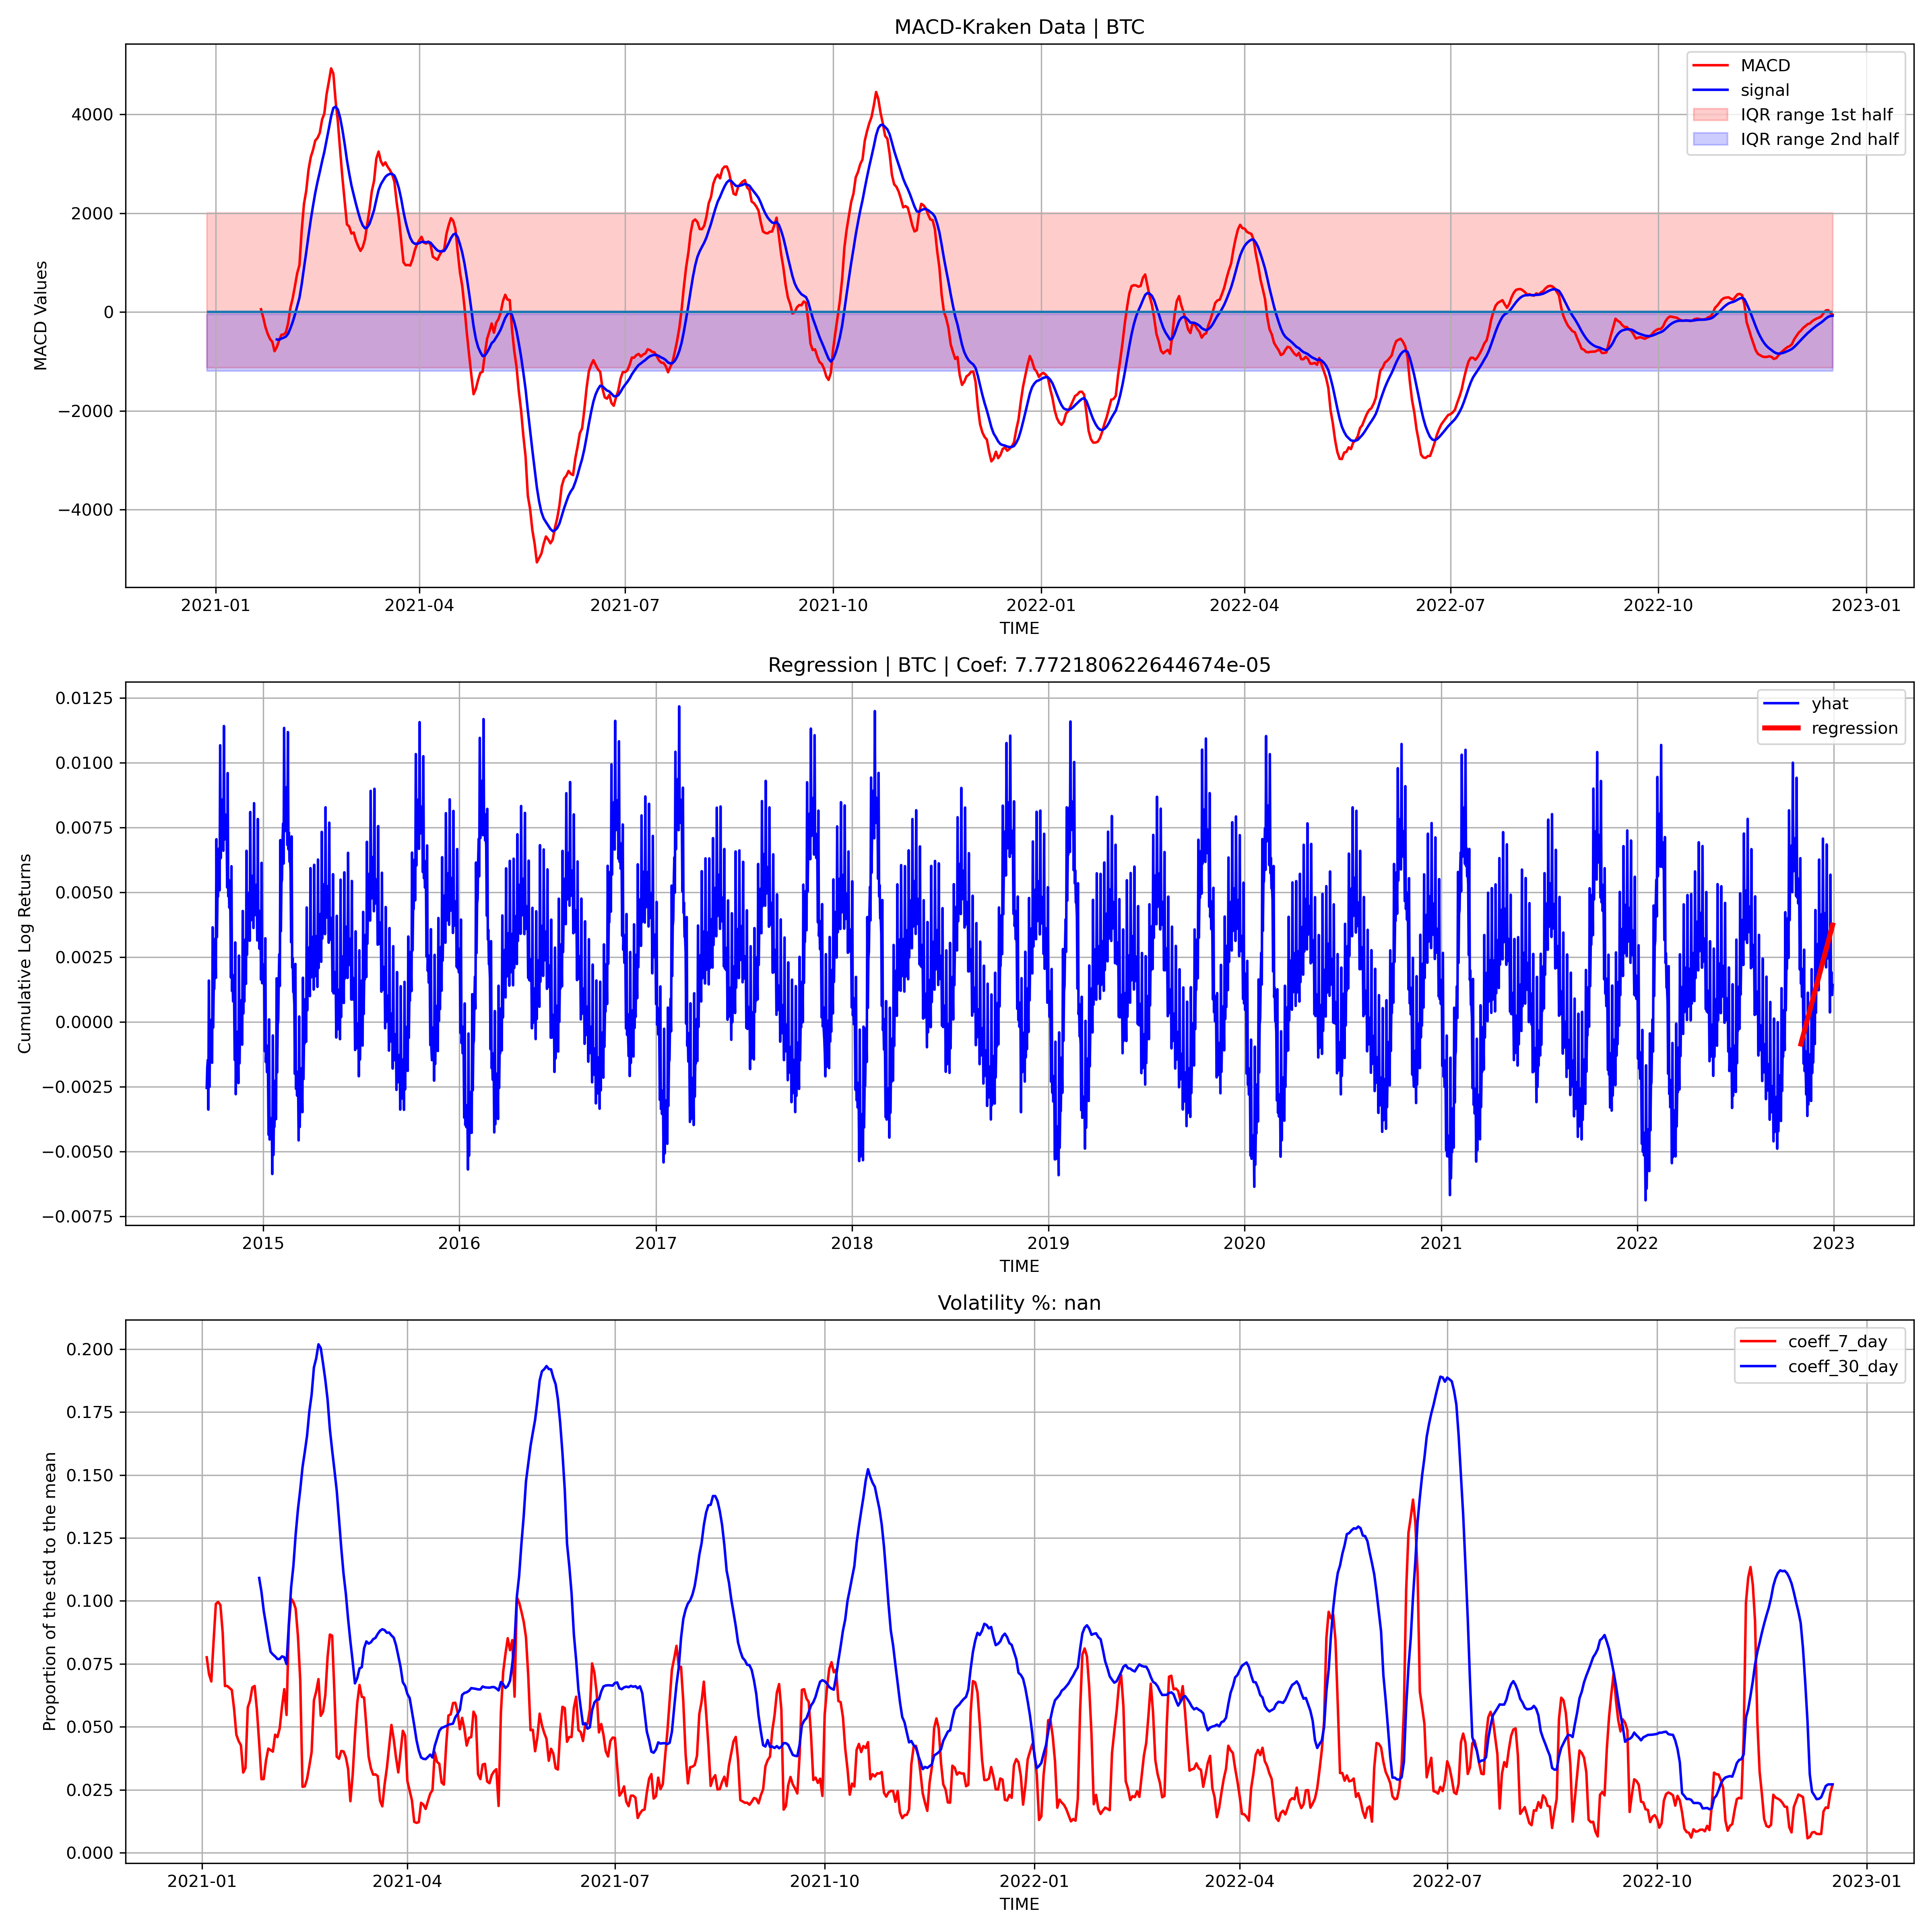 MACD-Kraken Data | BTC
MACD
signal
IQR range 1st half
IQR range 2nd half
MACD Values
4000
2000
0
−2000
−4000
2021-01 2021-04 2021-07 2021-10 2022-01 2022-04 2022-07 2022-10 2023-01
TIME
Regression | BTC | Coef: 7.772180622644674e-05
yhat
regression
Cumulative Log Returns
0.0125
0.0100
0.0075
0.0050
0.0025
0.0000
−0.0025
−0.0050
−0.0075
2015 2016 2017 2018 2019 2020 2021 2022 2023
TIME
Volatility %: nan
coeff_7_day
coeff_30_day
Proportion of the std to the mean
0.200
0.175
0.150
0.125
0.100
0.075
0.050
0.025
0.000
2021-01 2021-04 2021-07 2021-10 2022-01 2022-04 2022-07 2022-10 2023-01
TIME